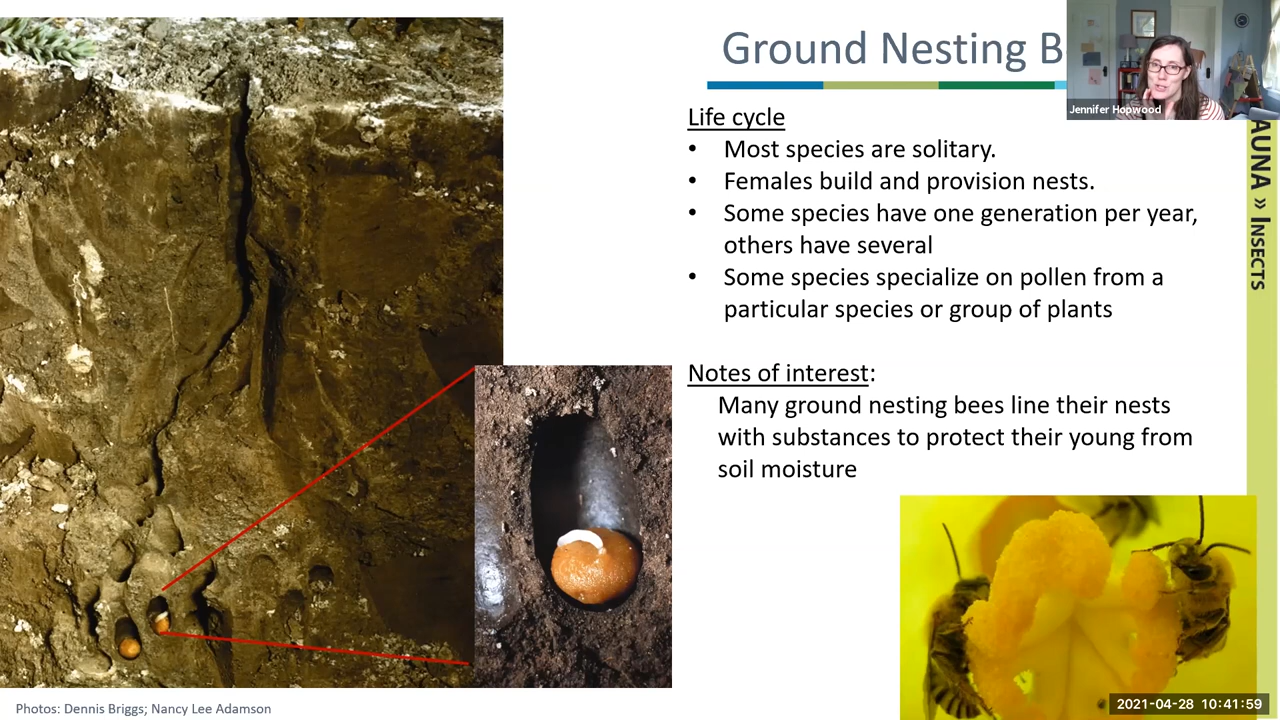 Ground Nesting B
Jennifer Hopwood
Life cycle
• Most species are solitary.
• Females build and provision nests.
• Some species have one generation per year,
others have several
• Some species specialize on pollen from a
particular species or group of plants
Notes of interest:
Many ground nesting bees line their nests
with substances to protect their young from
soil moisture
AUNA » INSECTS
Photos: Dennis Briggs; Nancy Lee Adamson
2021-04-28 10:41:59